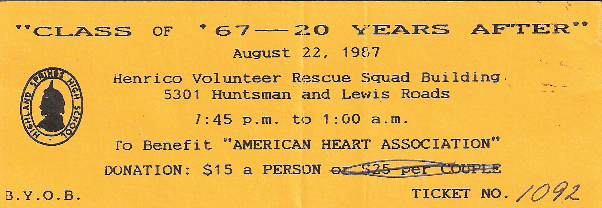 "CLASS OF '67--20 YEARS AFTER"
August 22, 1987
Henrico Volunteer Rescue Squad Building
5301 Huntsman and Lewis Roads
7:45 p.m. to 1:00 a.m.
To Benefit "AMERICAN HEART ASSOCIATION"
DONATION: $15 a PERSON or $25 per COUPLE
B.Y.O.B.
TICKET NO. 1092
HIGHLAND SPRINGS HIGH SCHOOL